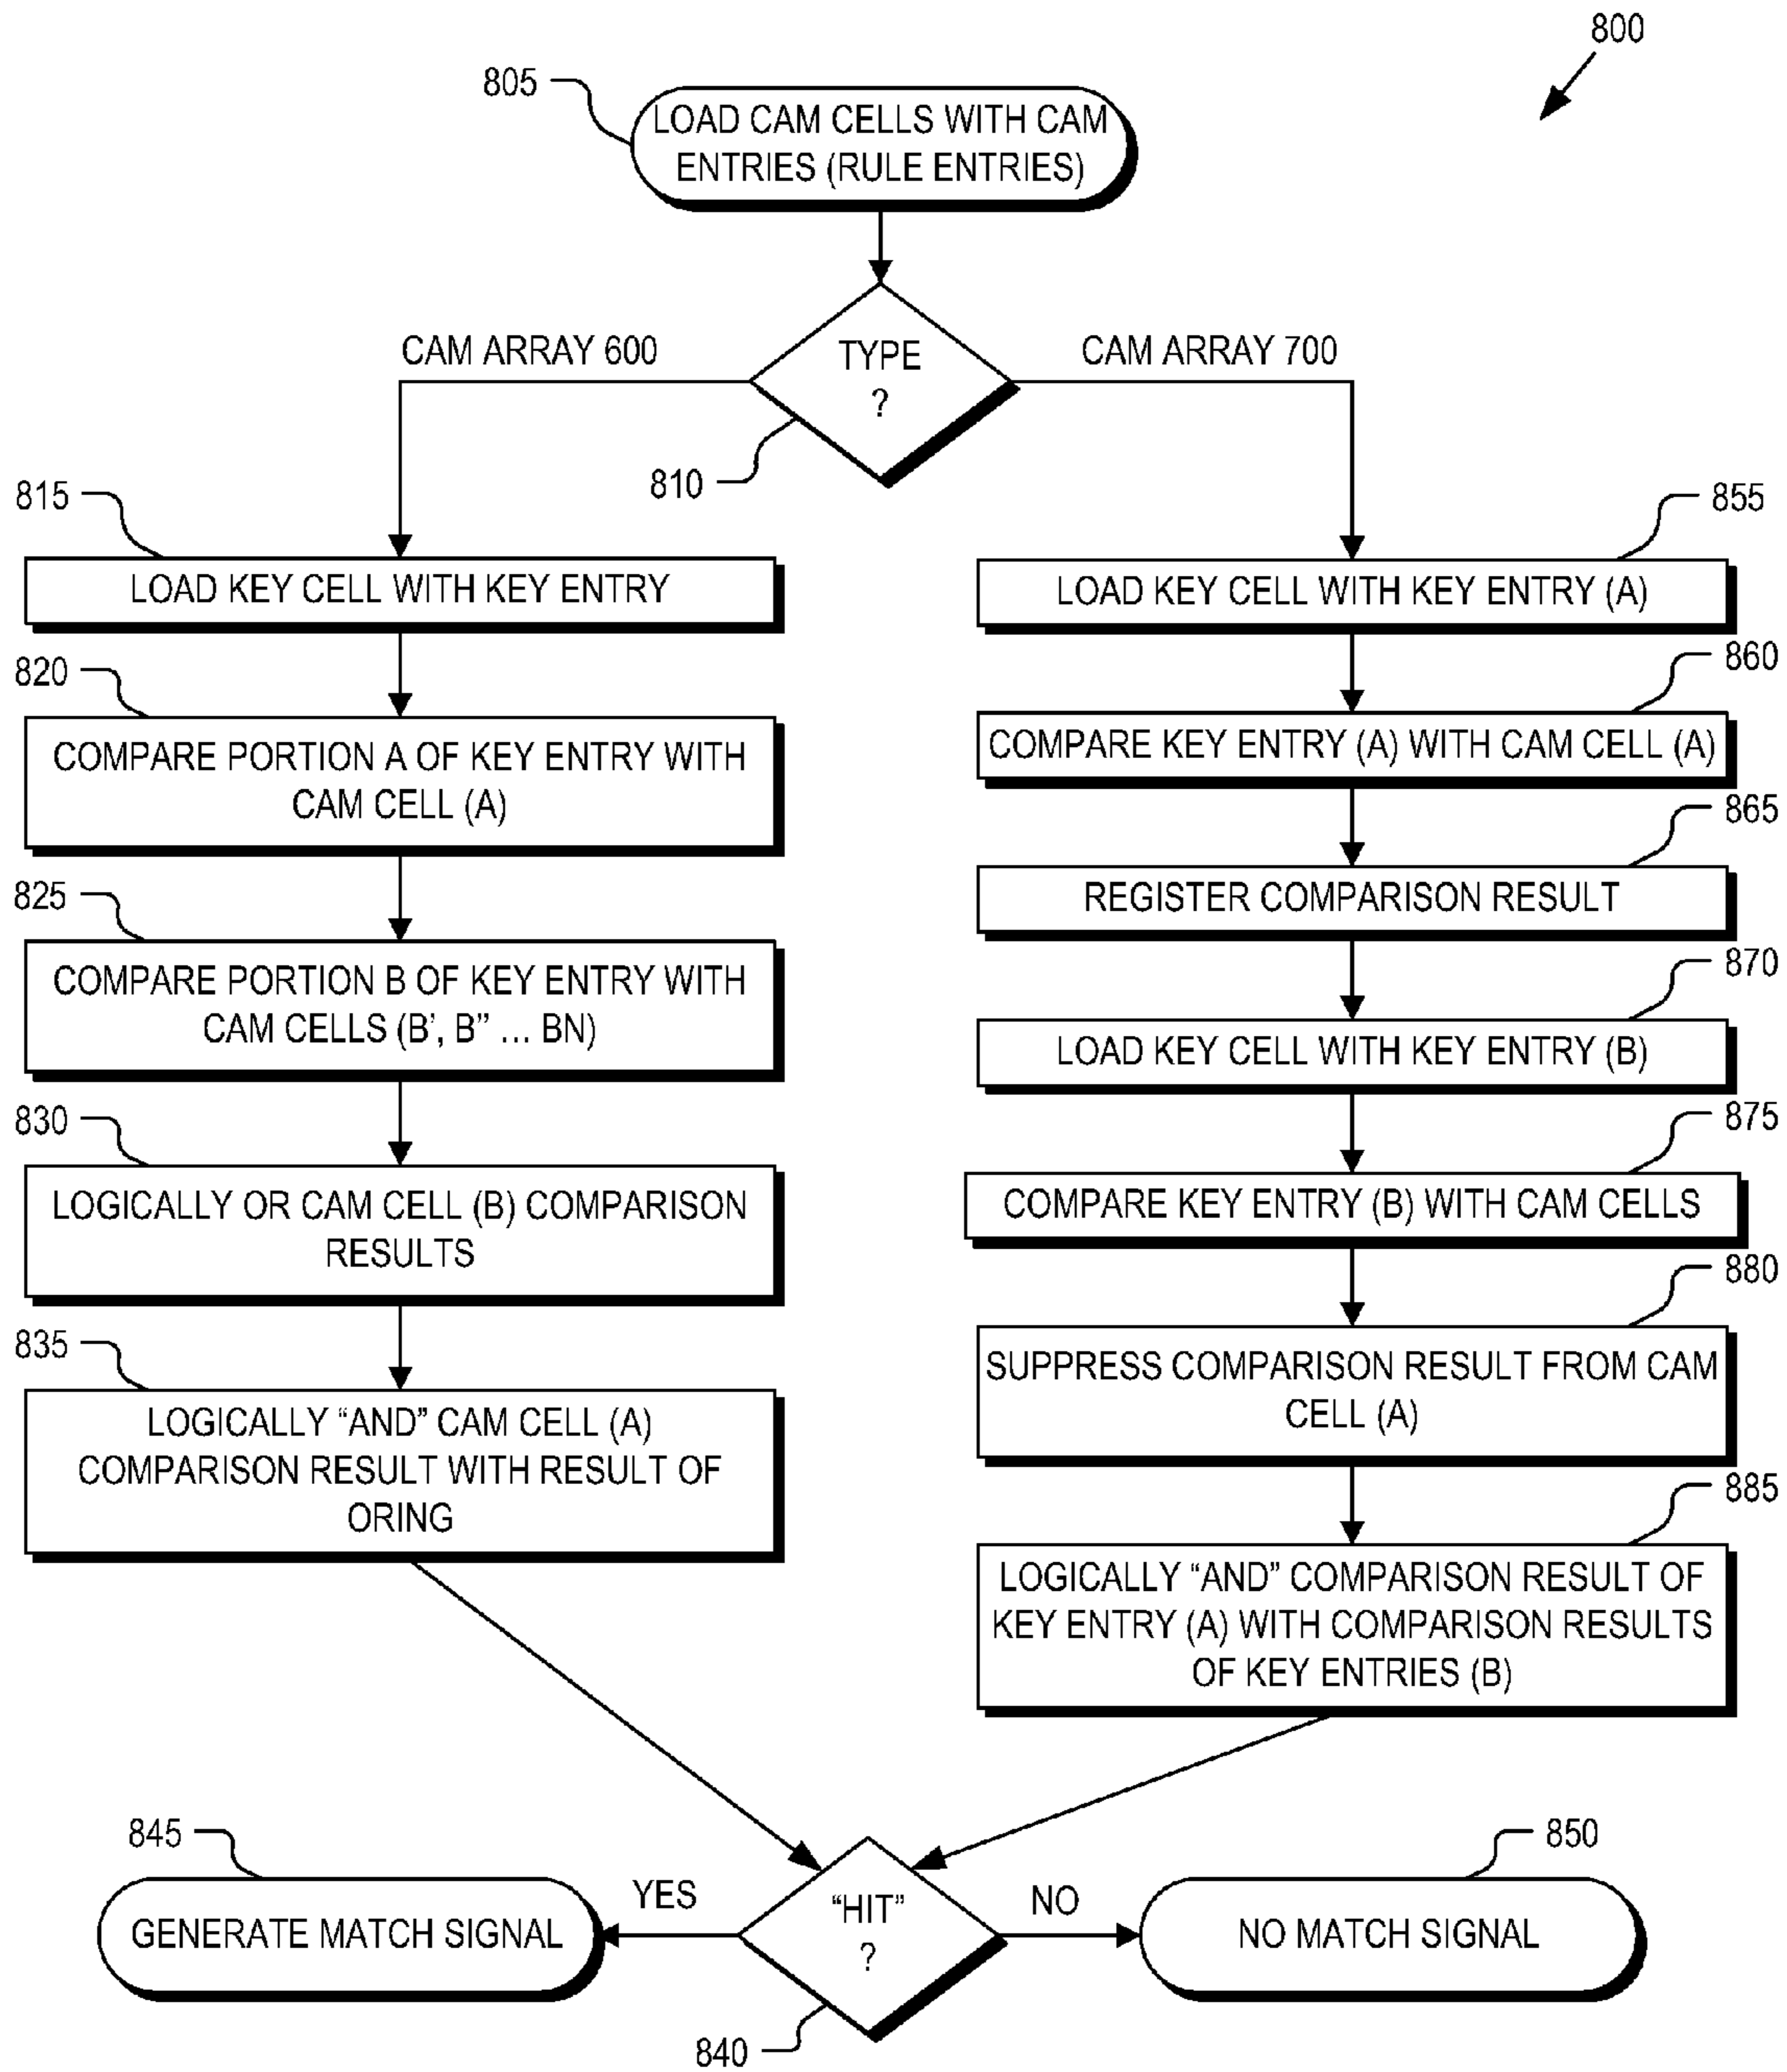 800
805
LOAD CAM CELLS WITH CAM
ENTRIES (RULE ENTRIES)
CAM ARRAY 600
TYPE
?
CAM ARRAY 700
810
815
LOAD KEY CELL WITH KEY ENTRY
820
COMPARE PORTION A OF KEY ENTRY WITH
CAM CELL (A)
825
COMPARE PORTION B OF KEY ENTRY WITH
CAM CELLS (B’, B” ... BN)
830
LOGICALLY OR CAM CELL (B) COMPARISON
RESULTS
835
LOGICALLY “AND” CAM CELL (A)
COMPARISON RESULT WITH RESULT OF
ORING
855
LOAD KEY CELL WITH KEY ENTRY (A)
860
COMPARE KEY ENTRY (A) WITH CAM CELL (A)
865
REGISTER COMPARISON RESULT
870
LOAD KEY CELL WITH KEY ENTRY (B)
875
COMPARE KEY ENTRY (B) WITH CAM CELLS
880
SUPPRESS COMPARISON RESULT FROM CAM
CELL (A)
885
LOGICALLY “AND” COMPARISON RESULT OF
KEY ENTRY (A) WITH COMPARISON RESULTS
OF KEY ENTRIES (B)
845
GENERATE MATCH SIGNAL
YES
“HIT”
?
NO
840
850
NO MATCH SIGNAL